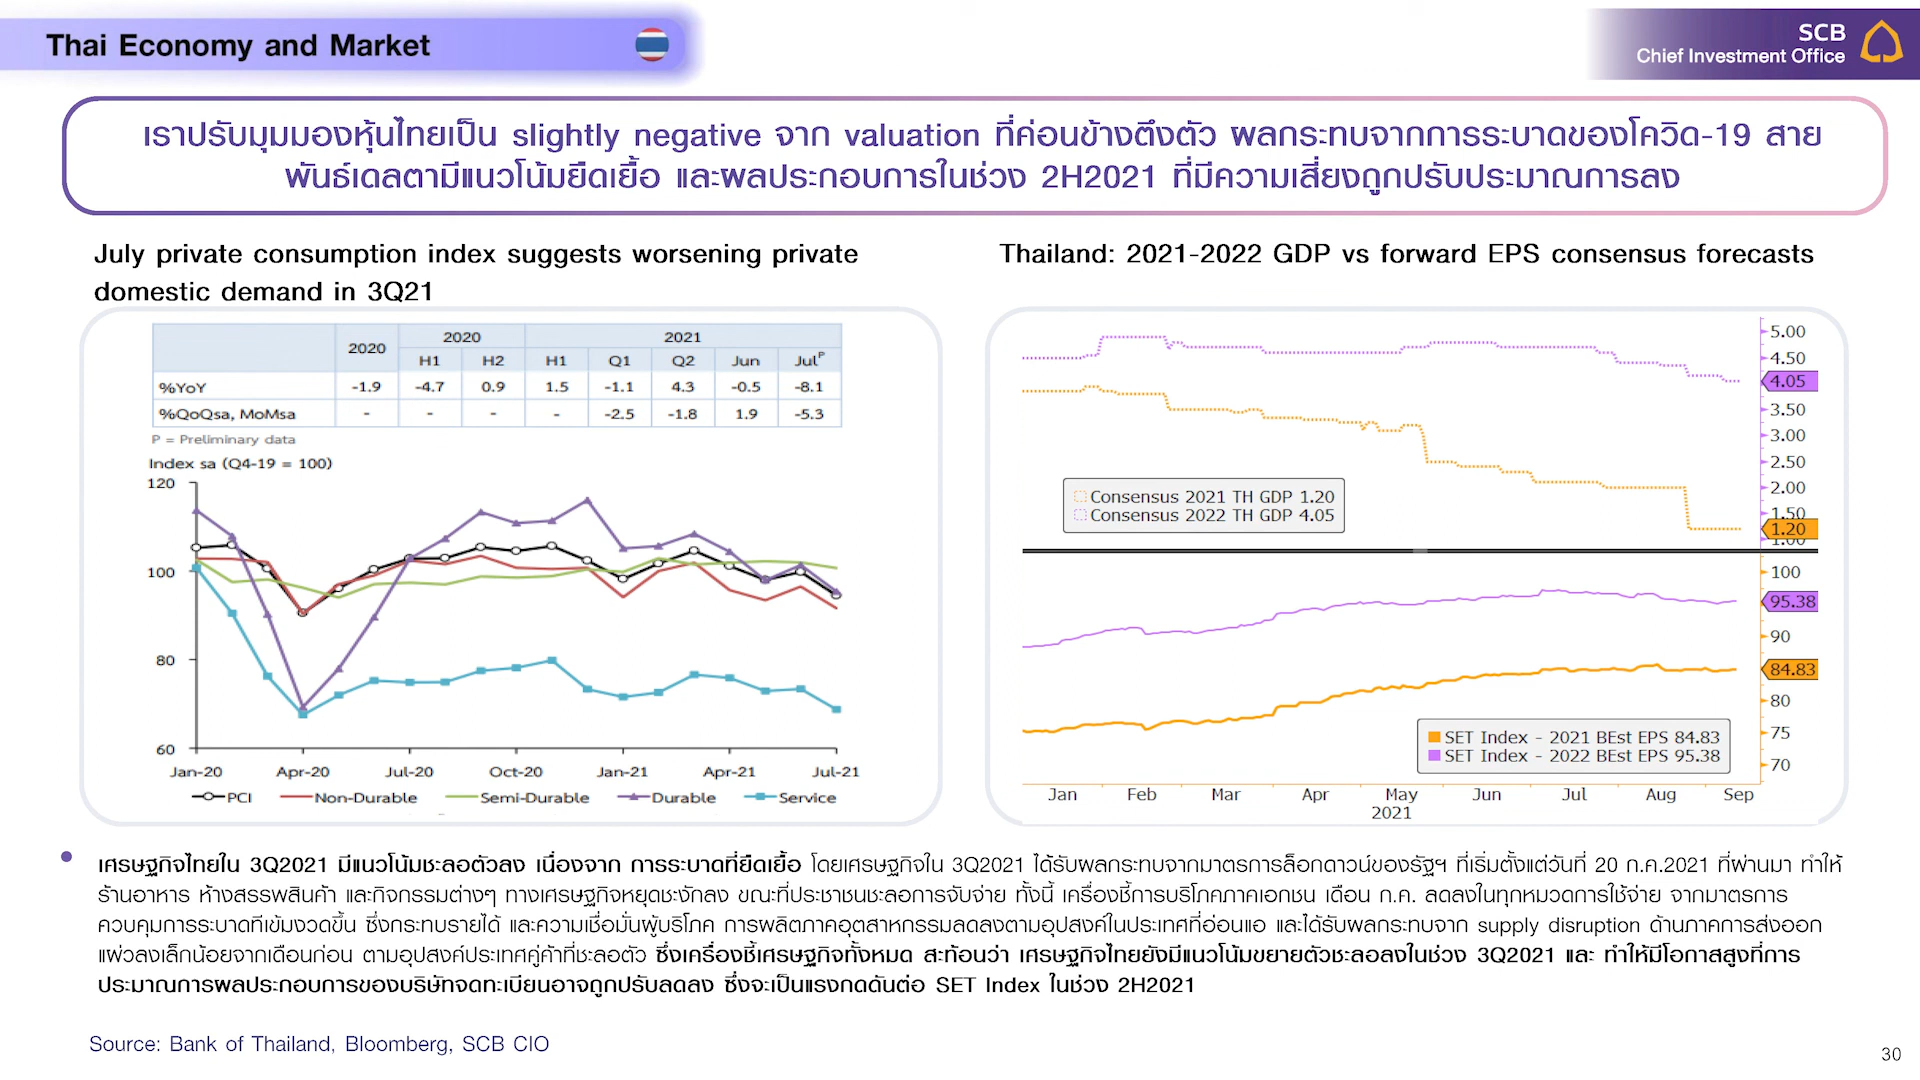 Thai Economy and Market
SCB
Chief Investment Office
เราปรับมุมมองหุ้นไทยเป็น slightly negative จาก valuation ที่ค่อนข้างตึงตัว ผลกระทบจากการระบาดของโควิด-19 สาย
พันธ์เดลตามีแนวโน้มยืดเยื้อ และผลประกอบการในช่วง 2H2021 ที่มีความเสี่ยงถูกปรับประมาณการลง
July private consumption index suggests worsening private
domestic demand in 3Q21
2020 2020 2021
H1 H2 H1 Q1 Q2 Jun Jul P
%YoY -1.9 -4.7 0.9 1.5 -1.1 4.3 -0.5 -8.1
%QoQsa, MoMsa - - - - -2.5 -1.8 1.9 -5.3
P = Preliminary data
Index sa (Q4-19 = 100)
120
100
80
60
Jan-20 Apr-20 Jul-20 Oct-20 Jan-21 Apr-21 Jul-21
PCI Non-Durable Semi-Durable Durable Service
Thailand: 2021-2022 GDP vs forward EPS consensus forecasts
5.00
4.50
4.05
3.50
3.00
2.50
2.00
1.50
1.20
1.00
Consensus 2021 TH GDP 1.20
Consensus 2022 TH GDP 4.05
100
95.38
90
84.83
80
75
70
SET Index - 2021 BEst EPS 84.83
SET Index - 2022 BEst EPS 95.38
Jan Feb Mar Apr May Jun Jul Aug Sep
2021
• เศรษฐกิจไทยใน 3Q2021 มีแนวโน้มชะลอตัวลง เนื่องจาก การระบาดที่ยืดเยื้อ โดยเศรษฐกิจใน 3Q2021 ได้รับผลกระทบจากมาตรการล็อกดาวน์ของรัฐฯ ที่เริ่มตั้งแต่วันที่ 20 ก.ค.2021 ที่ผ่านมา ทำให้
ร้านอาหาร ห้างสรรพสินค้า และกิจกรรมต่างๆ ทางเศรษฐกิจหยุดชะงักลง ขณะที่ประชาชนชะลอการจับจ่าย ทั้งนี้ เครื่องชี้การบริโภคภาคเอกชน เดือน ก.ค. ลดลงในทุกหมวดการใช้จ่าย จากมาตรการ
ควบคุมการระบาดทีเข้มงวดขึ้น ซึ่งกระทบรายได้ และความเชื่อมั่นผู้บริโภค การผลิตภาคอุตสาหกรรมลดลงตามอุปสงค์ในประเทศที่อ่อนแอ และได้รับผลกระทบจาก supply disruption ด้านภาคการส่งออก
แผ่วลงเล็กน้อยจากเดือนก่อน ตามอุปสงค์ประเทศคู่ค้าที่ชะลอตัว ซึ่งเครื่องชี้เศรษฐกิจทั้งหมด สะท้อนว่า เศรษฐกิจไทยยังมีแนวโน้มขยายตัวชะลอลงในช่วง 3Q2021 และ ทำให้มีโอกาสสูงที่การ
ประมาณการผลประกอบการของบริษัทจดทะเบียนอาจถูกปรับลดลง ซึ่งจะเป็นแรงกดดันต่อ SET Index ในช่วง 2H2021
Source: Bank of Thailand, Bloomberg, SCB CIO
30